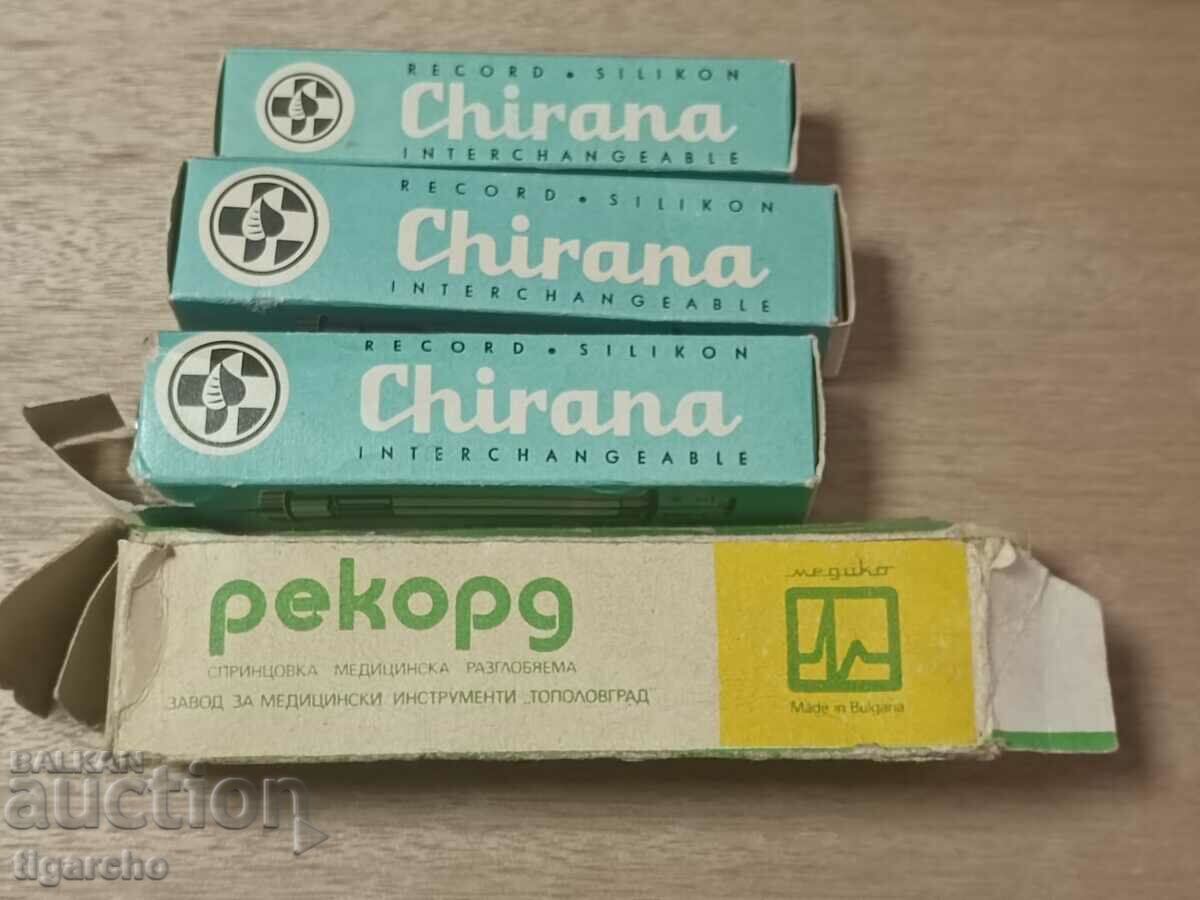 RECORD • SILIKON
Chirana
INTERCHANGEABLE
RECORD • SILIKON
Chirana
INTERCHANGEABLE
RECORD • SILIKON
Chirana
INTERCHANGEABLE
рекорд
СПРИНЦОВКА МЕДИЦИНСКА РАЗГЛОБЯЕМА
ЗАВОД ЗА МЕДИЦИНСКИ ИНСТРУМЕНТИ „ТОПОЛОВГРАД"
медико
Made in Bulgaria
BALKAN
auction
tigarcho